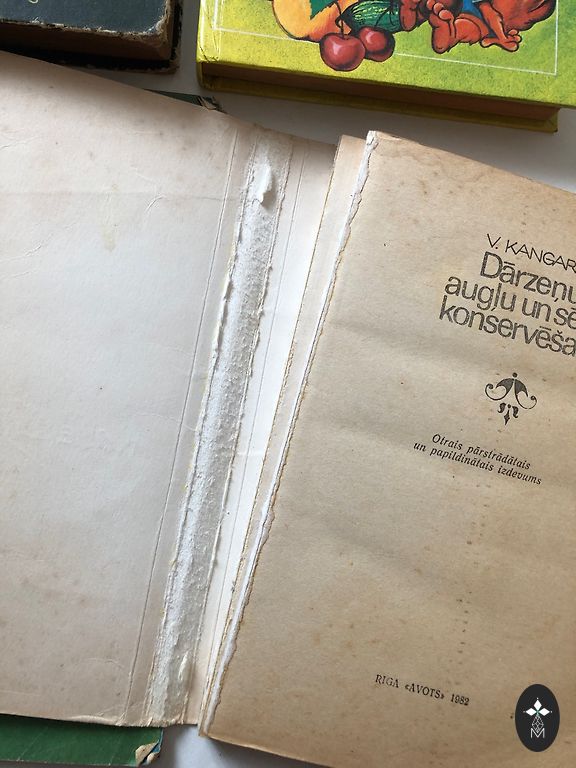 V. KANGAR
Dārzeņu
augļu un sē
konservēša
Otrais pārstrādātais
un papildinātais izdevums
RĪGA «AVOTS» 1982
M